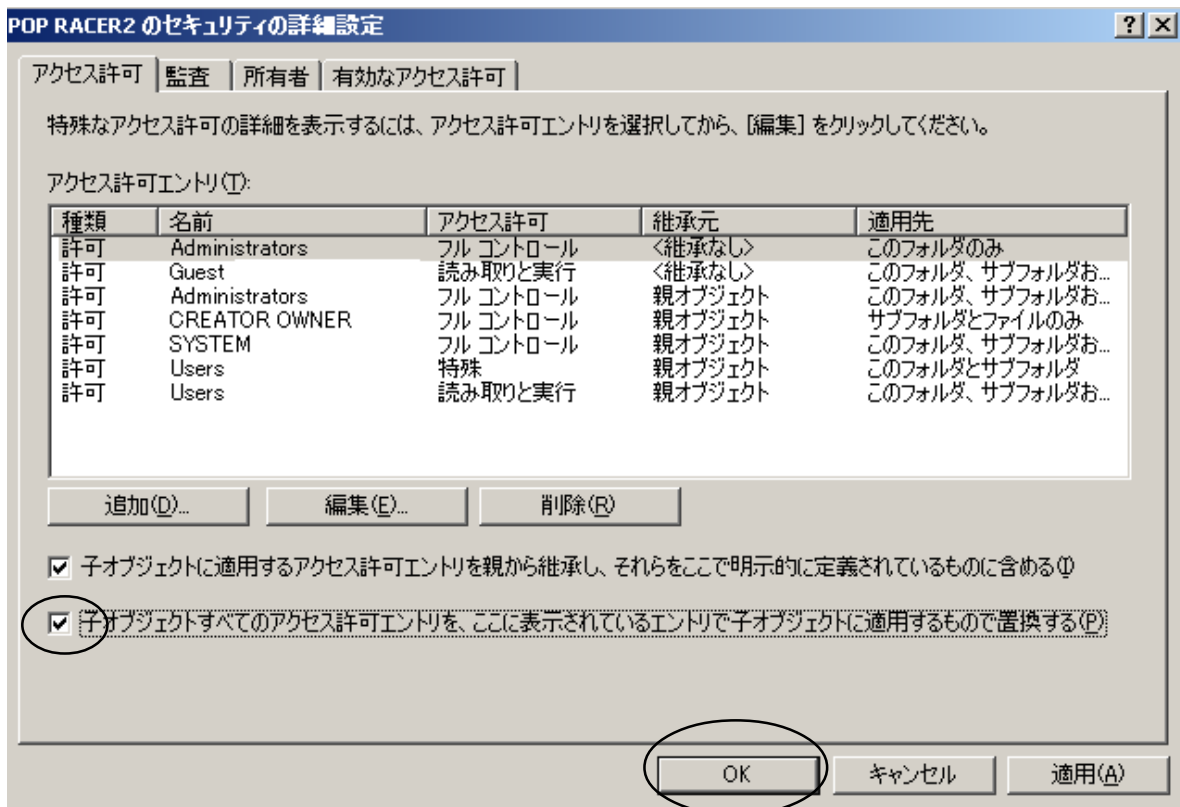 POP RACER2 のセキュリティの詳細設定
アクセス許可 監査 所有者 有効なアクセス許可
特殊なアクセス許可の詳細を表示するには、アクセス許可エントリを選択してから、[編集] をクリックしてください。
アクセス許可エントリ(T):
種類 名前 アクセス許可 継承元 適用先
許可 Administrators フル コントロール <継承なし> このフォルダのみ
許可 Guest 読み取りと実行 <継承なし> このフォルダ、サブフォルダお...
許可 Administrators フル コントロール 親オブジェクト このフォルダ、サブフォルダお...
許可 CREATOR OWNER フル コントロール 親オブジェクト サブフォルダとファイルのみ
許可 SYSTEM フル コントロール 親オブジェクト このフォルダ、サブフォルダお...
許可 Users 特殊 親オブジェクト このフォルダとサブフォルダ
許可 Users 読み取りと実行 親オブジェクト このフォルダ、サブフォルダお...
追加(D)... 編集(E)... 削除(R)
子オブジェクトに適用するアクセス許可エントリを親から継承し、それらをここで明示的に定義されているものに含める(I)
子オブジェクトすべてのアクセス許可エントリを、ここに表示されているエントリで子オブジェクトに適用するもので置換する(P)
OK キャンセル 適用(A)